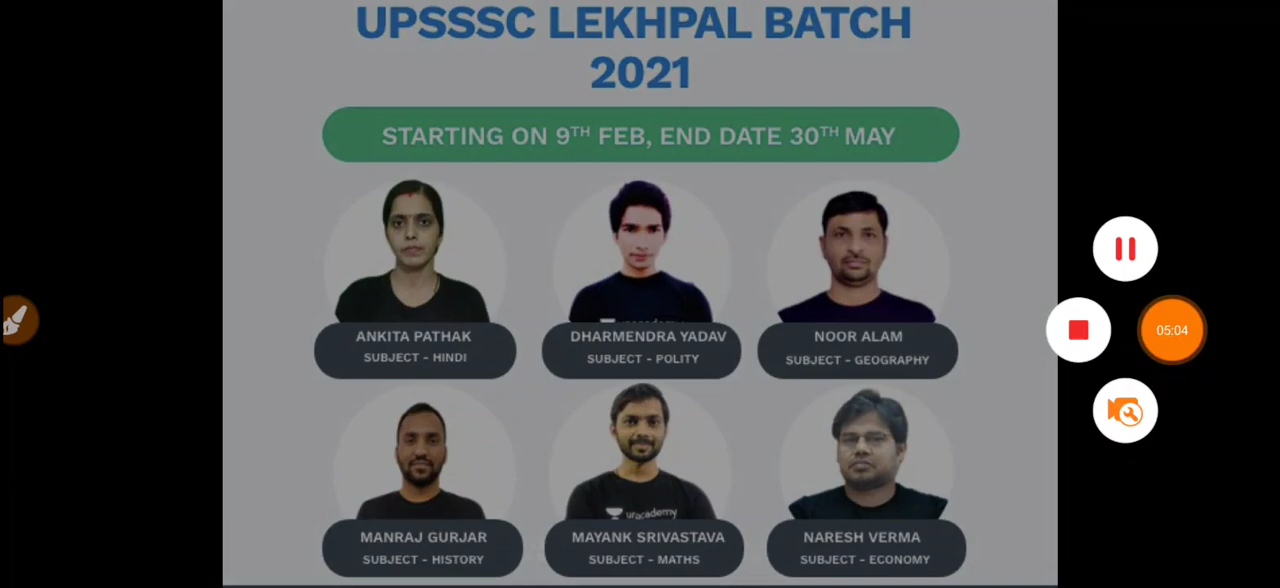 UPSSSC LEKHPAL BATCH
2021
STARTING ON 9TH FEB, END DATE 30TH MAY
ANKITA PATHAK
SUBJECT - HINDI
DHARMENDRA YADAV
SUBJECT - POLITY
NOOR ALAM
SUBJECT - GEOGRAPHY
05:04
MANRAJ GURJAR
SUBJECT - HISTORY
uracademy
MAYANK SRIVASTAVA
SUBJECT - MATHS
NARESH VERMA
SUBJECT - ECONOMY